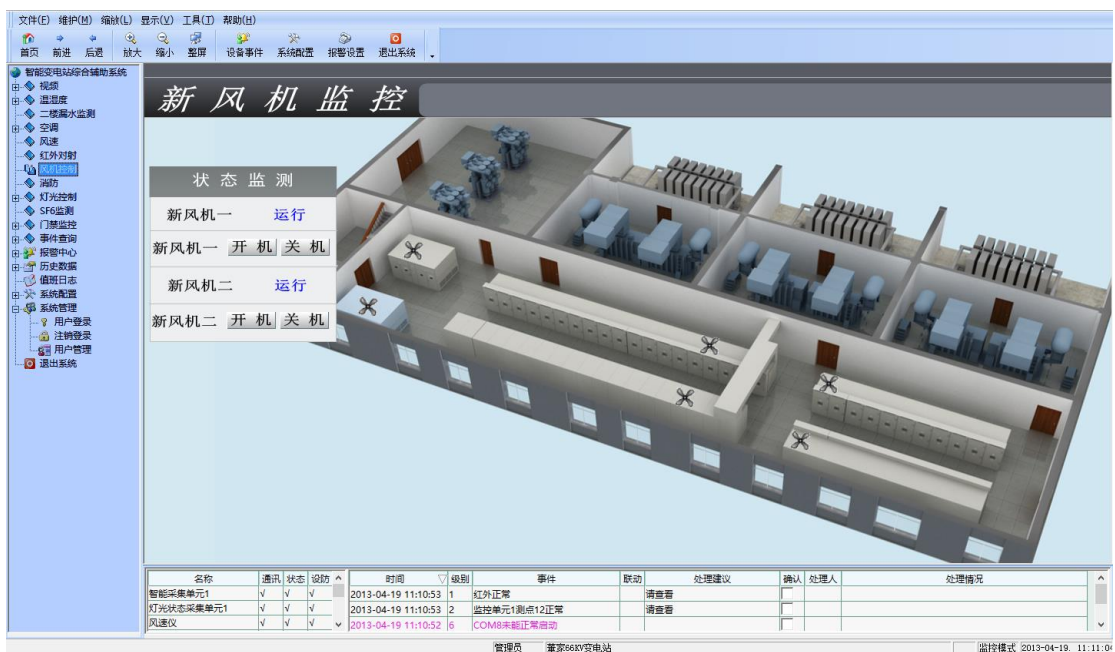 文件(F) 维护(M) 缩放(L) 显示(V) 工具(T) 帮助(H)
首页 前进 后退 放大 缩小 整屏 设备事件 系统配置 报警设置 退出系统
智能变电站综合辅助系统
视频
温湿度
二楼漏水监测
空调
风速
红外对射
风机控制
消防
灯光控制
SF6监测
门禁监控
事件查询
报警中心
历史数据
值班日志
系统配置
系统管理
用户登录
注销登录
用户管理
退出系统
新风机监控
状态监测
新风机一 运行
新风机一 开机 关机
新风机二 运行
新风机二 开机 关机
名称 通讯 状态 设防
智能采集单元1 √ √ √
灯光状态采集单元1 √ √ √
风速仪 √ √ √
时间 级别 事件 联动 处理建议 确认 处理人 处理情况
2013-04-19 11:10:53 1 红外正常 请查看
2013-04-19 11:10:53 2 监控单元1测点12正常 请查看
2013-04-19 11:10:52 6 COM8未能正常启动
管理员 董家66KV变电站 监控模式 2013-04-19. 11:11:0